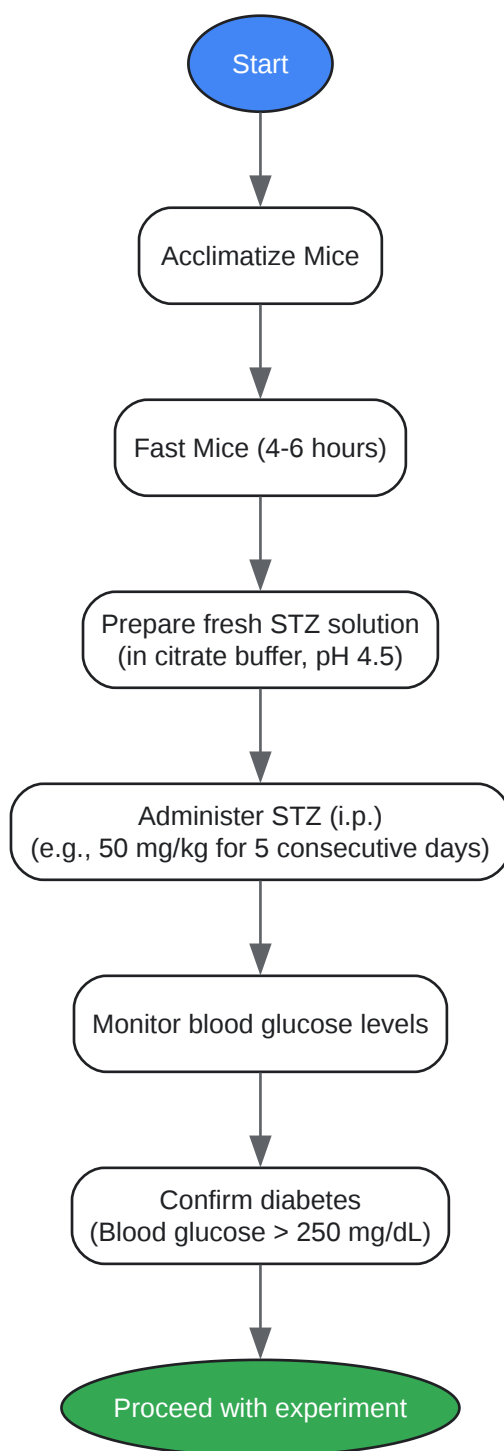 Start
Acclimatize Mice
Fast Mice (4-6 hours)
Prepare fresh STZ solution
(in citrate buffer, pH 4.5)
Administer STZ (i.p.)
(e.g., 50 mg/kg for 5 consecutive days)
Monitor blood glucose levels
Confirm diabetes
(Blood glucose > 250 mg/dL)
Proceed with experiment